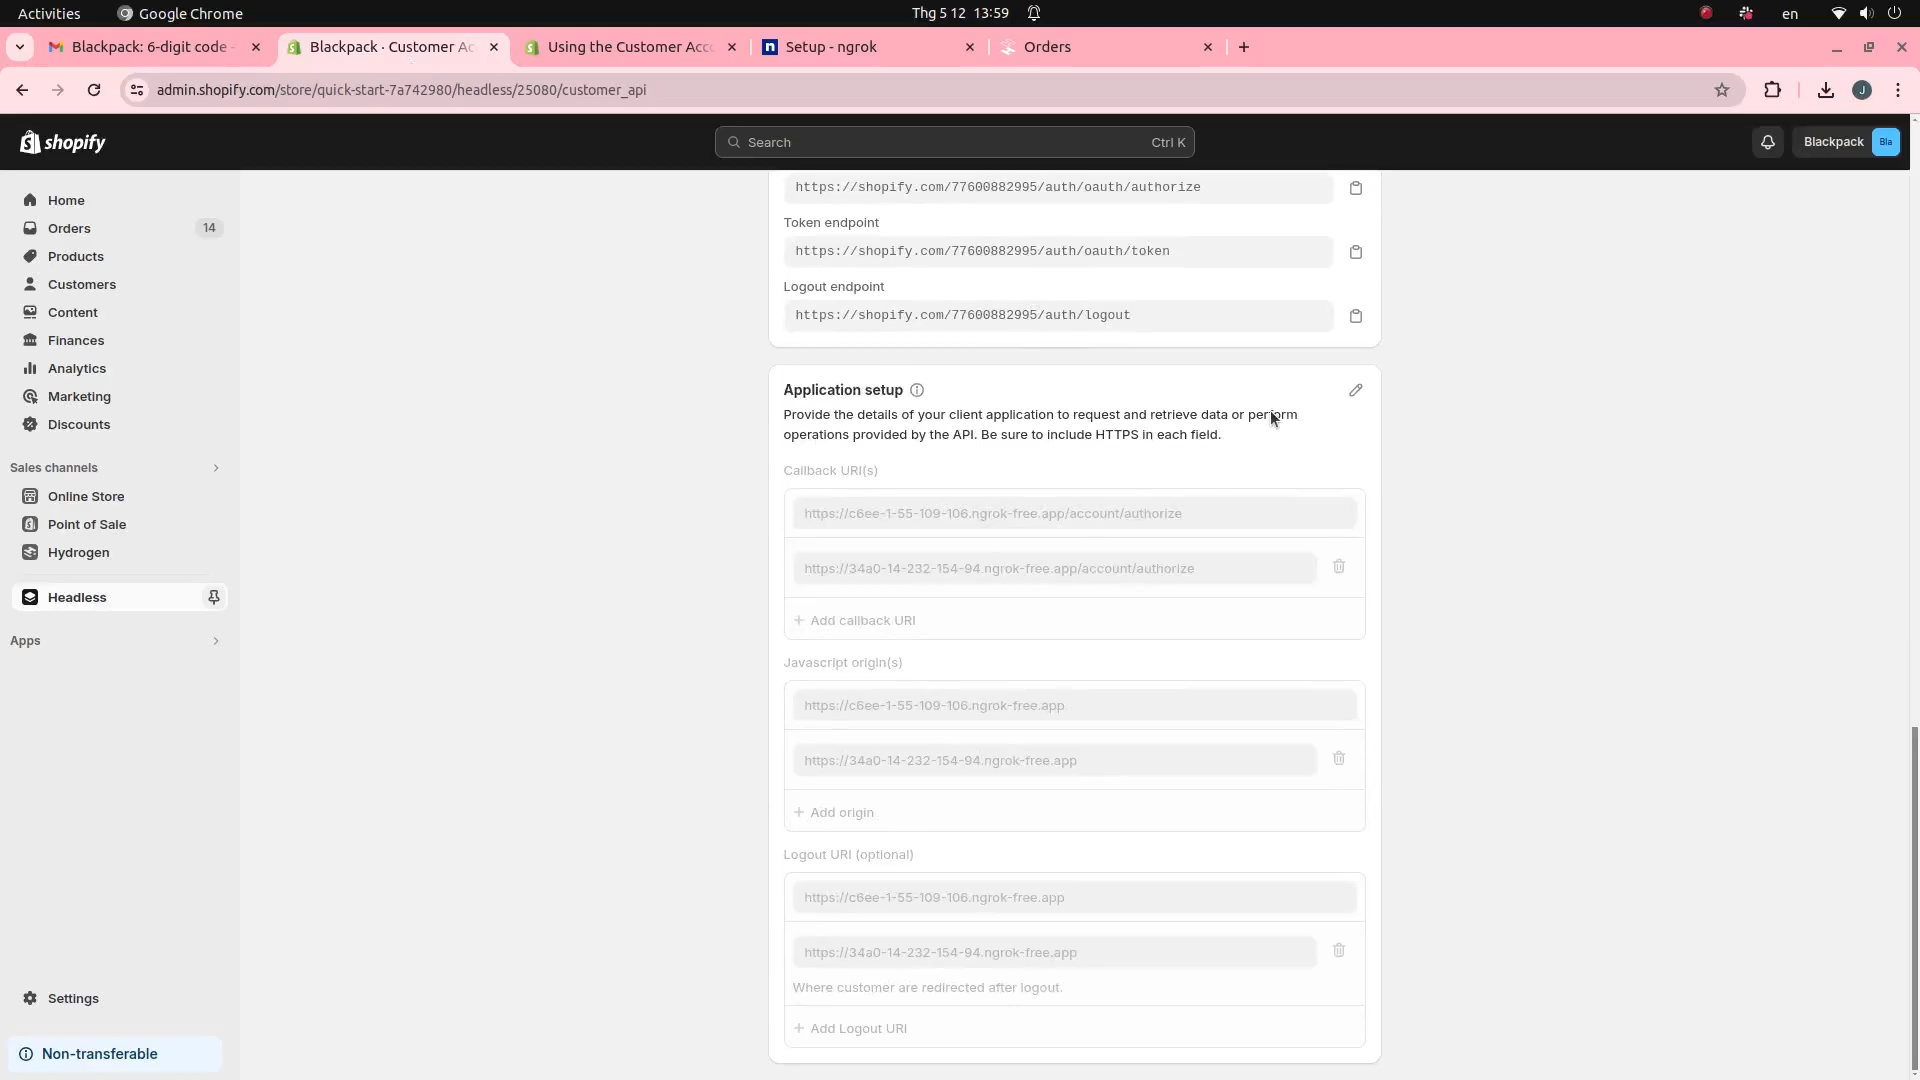 Activities
Google Chrome
Thg 5 12 13:59
en
Blackpack: 6-digit code -
Blackpack · Customer Ac
Using the Customer Acc
Setup - ngrok
Orders
admin.shopify.com/store/quick-start-7a742980/headless/25080/customer_api
J
shopify
Search
Ctrl K
Blackpack
Bla
Home
Orders
14
Products
Customers
Content
Finances
Analytics
Marketing
Discounts
Sales channels
Online Store
Point of Sale
Hydrogen
Headless
Apps
Settings
Non-transferable
https://shopify.com/77600882995/auth/oauth/authorize
Token endpoint
https://shopify.com/77600882995/auth/oauth/token
Logout endpoint
https://shopify.com/77600882995/auth/logout
Application setup
Provide the details of your client application to request and retrieve data or perform
operations provided by the API. Be sure to include HTTPS in each field.
Callback URI(s)
https://c6ee-1-55-109-106.ngrok-free.app/account/authorize
https://34a0-14-232-154-94.ngrok-free.app/account/authorize
+ Add callback URI
Javascript origin(s)
https://c6ee-1-55-109-106.ngrok-free.app
https://34a0-14-232-154-94.ngrok-free.app
+ Add origin
Logout URI (optional)
https://c6ee-1-55-109-106.ngrok-free.app
https://34a0-14-232-154-94.ngrok-free.app
Where customer are redirected after logout.
+ Add Logout URI